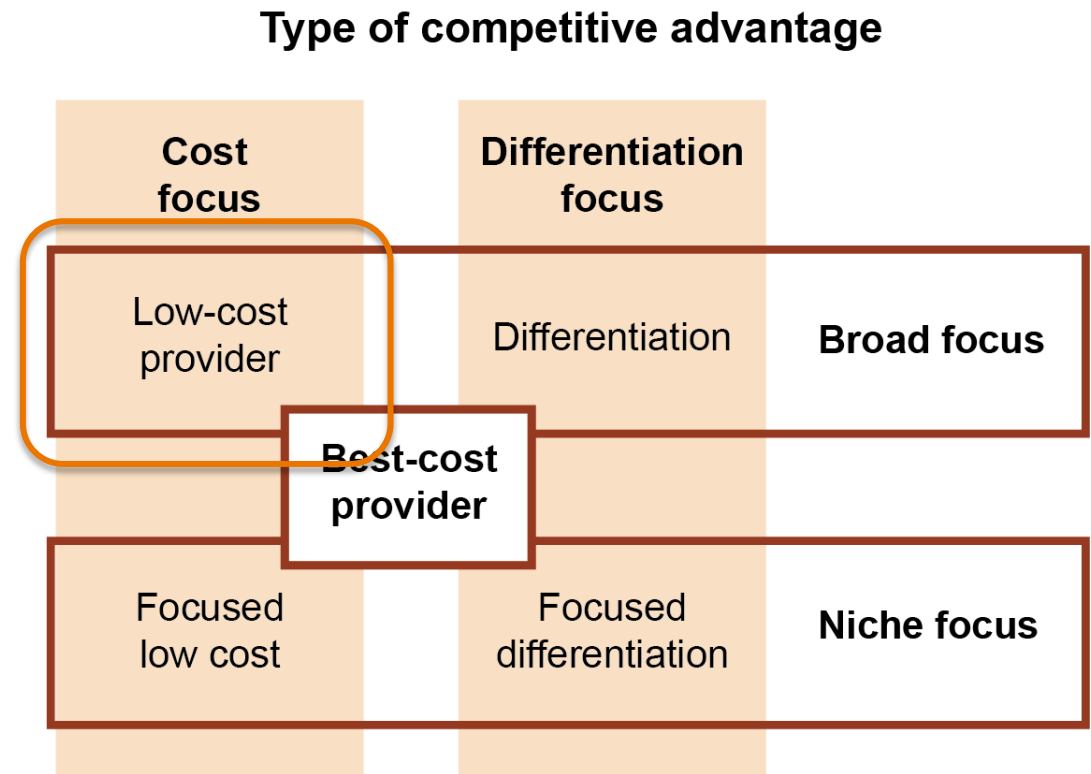 Type of competitive advantage
Cost
focus
Differentiation
focus
Low-cost
provider
Differentiation
Broad focus
Best-cost
provider
Focused
low cost
Focused
differentiation
Niche focus